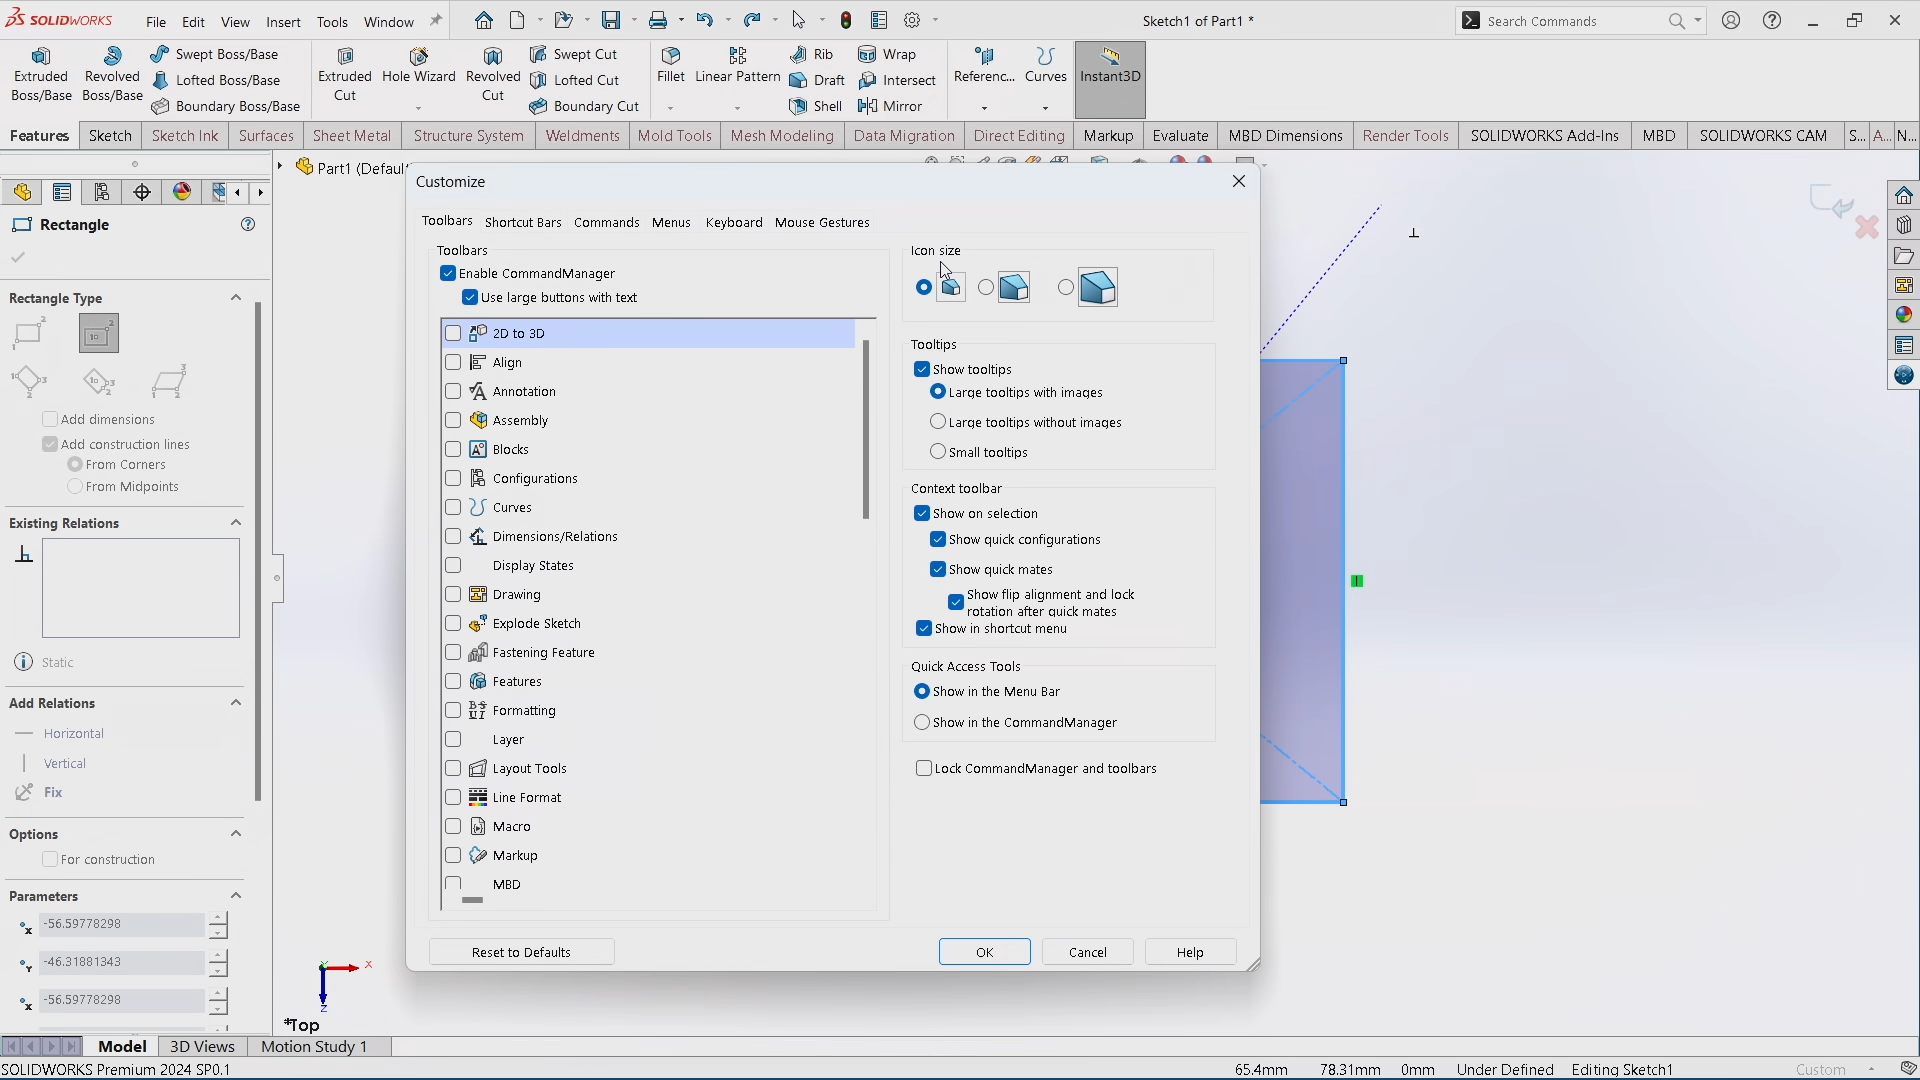 SOLIDWORKS File Edit View Insert Tools Window Sketch1 of Part1 * Search Commands
Extruded Boss/Base
Revolved Boss/Base
Swept Boss/Base
Lofted Boss/Base
Boundary Boss/Base
Extruded Cut
Hole Wizard
Revolved Cut
Swept Cut
Lofted Cut
Boundary Cut
Fillet
Linear Pattern
Rib
Draft
Shell
Wrap
Intersect
Mirror
Referenc...
Curves
Instant3D
Features Sketch Sketch Ink Surfaces Sheet Metal Structure System Weldments Mold Tools Mesh Modeling Data Migration Direct Editing Markup Evaluate MBD Dimensions Render Tools SOLIDWORKS Add-Ins MBD SOLIDWORKS CAM S... A... N...
Part1 (Defaul
Rectangle
Rectangle Type
Add dimensions
Add construction lines
From Corners
From Midpoints
Existing Relations
Static
Add Relations
Horizontal
Vertical
Fix
Options
For construction
Parameters
-56.59778298
-46.31881343
-56.59778298
Customize
Toolbars Shortcut Bars Commands Menus Keyboard Mouse Gestures
Toolbars
Enable CommandManager
Use large buttons with text
2D to 3D
Align
Annotation
Assembly
Blocks
Configurations
Curves
Dimensions/Relations
Display States
Drawing
Explode Sketch
Fastening Feature
Features
Formatting
Layer
Layout Tools
Line Format
Macro
Markup
MBD
Icon size
Tooltips
Show tooltips
Large tooltips with images
Large tooltips without images
Small tooltips
Context toolbar
Show on selection
Show quick configurations
Show quick mates
Show flip alignment and lock
rotation after quick mates
Show in shortcut menu
Quick Access Tools
Show in the Menu Bar
Show in the CommandManager
Lock CommandManager and toolbars
Reset to Defaults OK Cancel Help
X
Z
*Top
Model 3D Views Motion Study 1
SOLIDWORKS Premium 2024 SP0.1 65.4mm 78.31mm 0mm Under Defined Editing Sketch1 Custom